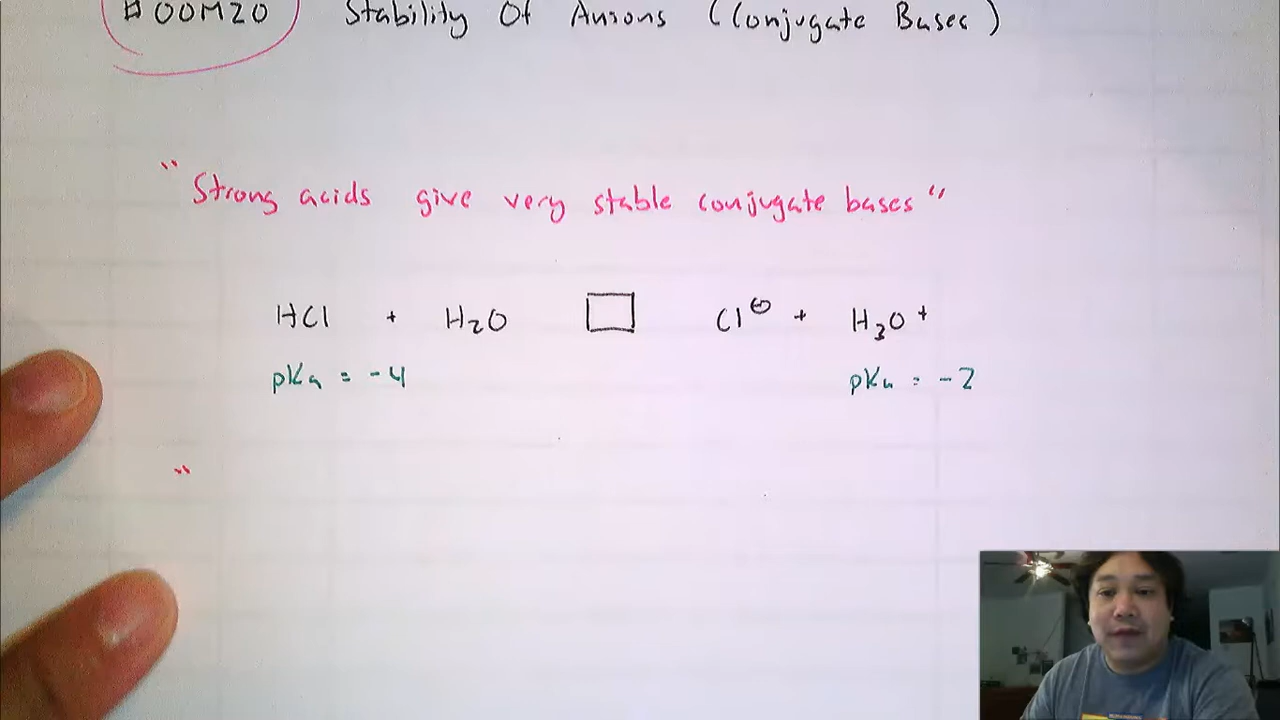 OOM20 Stability Of Anions (Conjugate Bases)
"Strong acids give very stable conjugate bases"
HCl + H₂O □ Cl⊖ + H₃O +
pKa = -4 pKa = -2
"